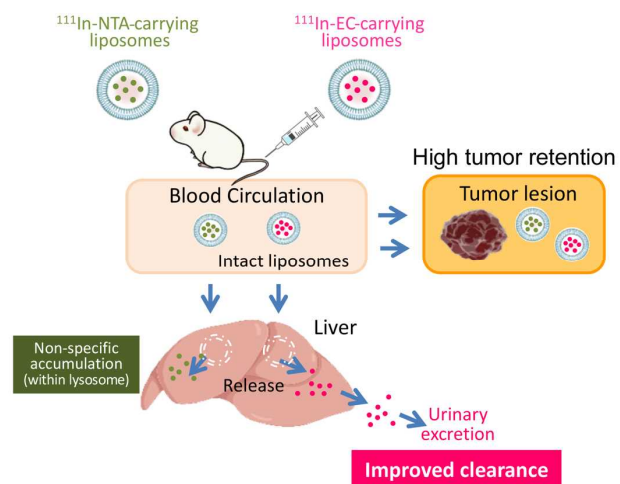 ¹¹¹In-NTA-carrying
liposomes
¹¹¹In-EC-carrying
liposomes
High tumor retention
Blood Circulation
Intact liposomes
Tumor lesion
Liver
Non-specific
accumulation
(within lysosome)
Release
Urinary
excretion
Improved clearance